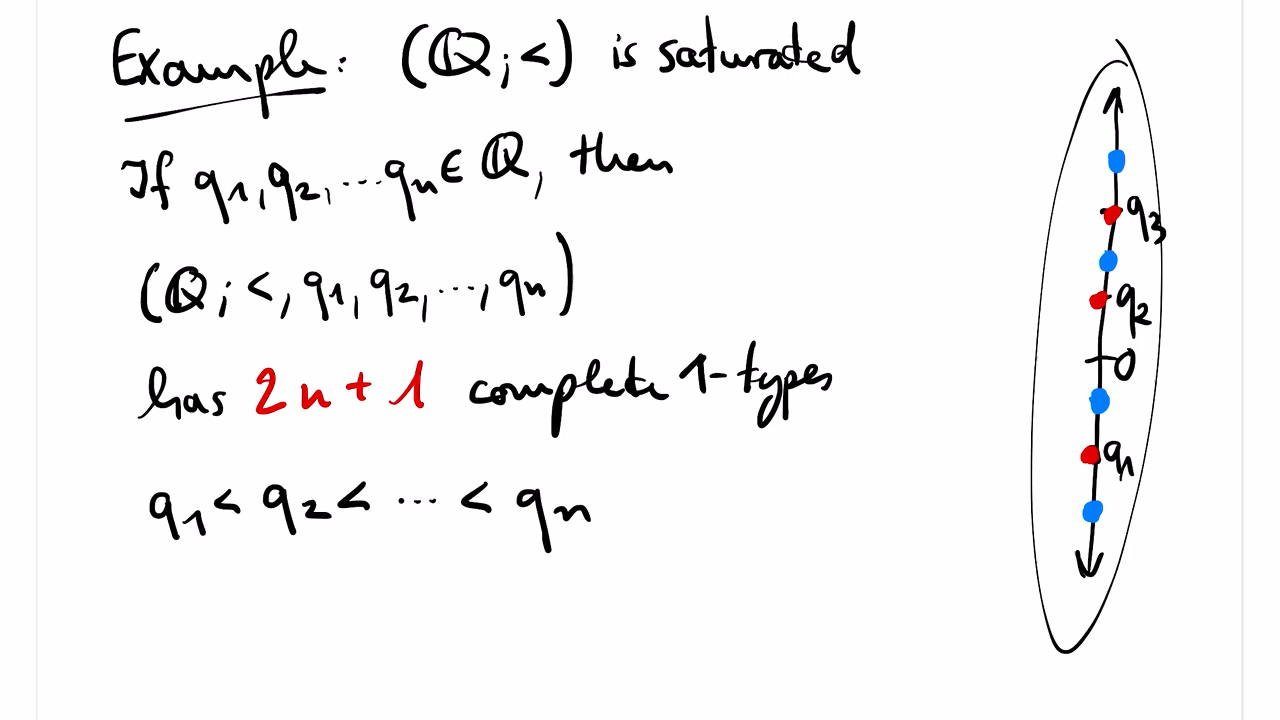 Example: (ℚ; <) is saturated
If q₁, q₂, ... qₙ ∈ ℚ, then
(ℚ; <, q₁, q₂, ..., qₙ)
has 2n + 1 complete 1-types
q₁ < q₂ < ... < qₙ
q₃
q₂
0
q₁